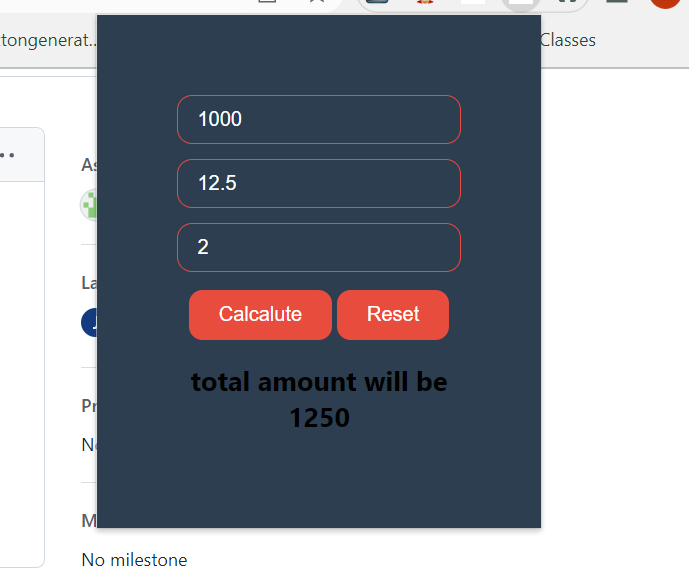 tongenerat...
Classes
As
1000
12.5
2
La
Calcalute Reset
total amount will be
1250
Pr
No
M
No milestone